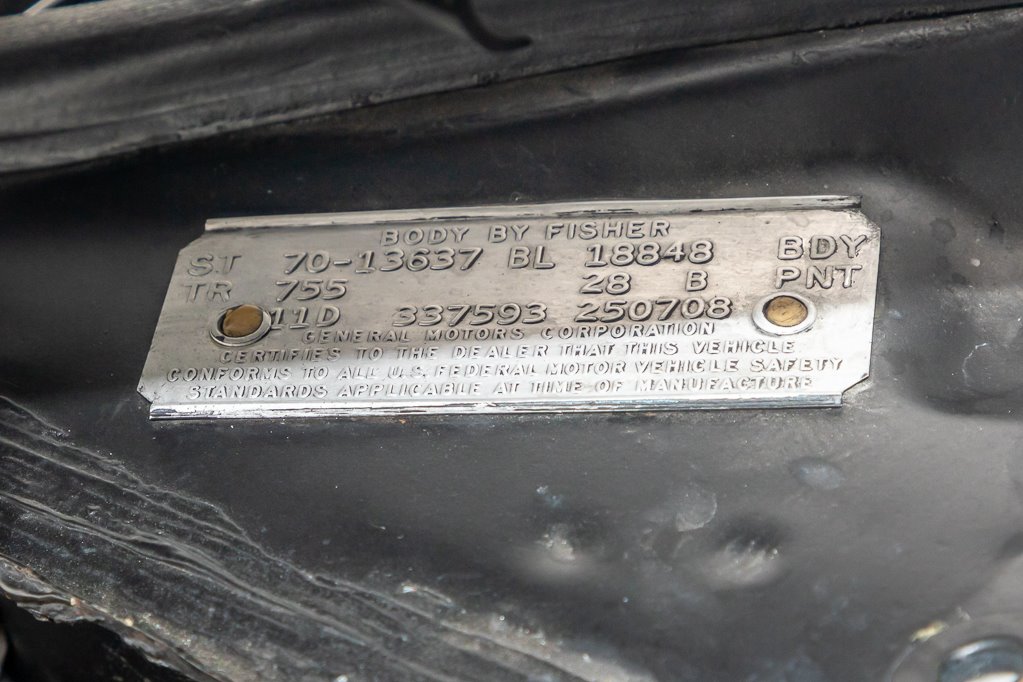 BODY BY FISHER
ST 70-13637 BL 18848 BDY
TR 755 28 B PNT
11D 337593 250708
GENERAL MOTORS CORPORATION
CERTIFIES TO THE DEALER THAT THIS VEHICLE
CONFORMS TO ALL U.S. FEDERAL MOTOR VEHICLE SAFETY
STANDARDS APPLICABLE AT TIME OF MANUFACTURE